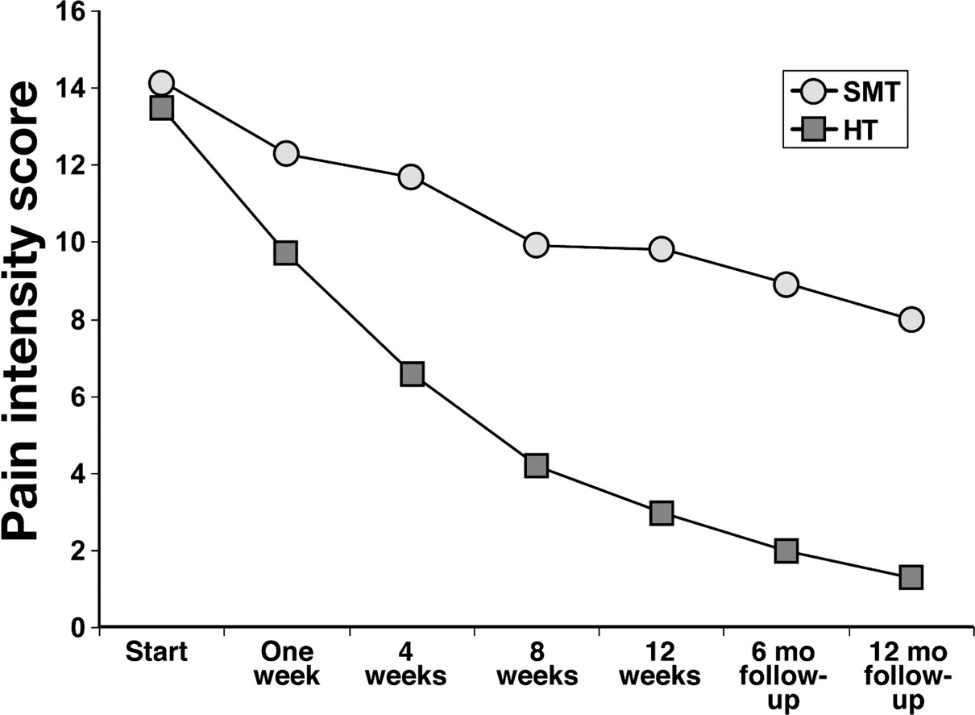 Pain intensity score
16
14
12
10
8
6
4
2
0
SMT
HT
Start
One
week
4
weeks
8
weeks
12
weeks
6 mo
follow-
up
12 mo
follow-
up